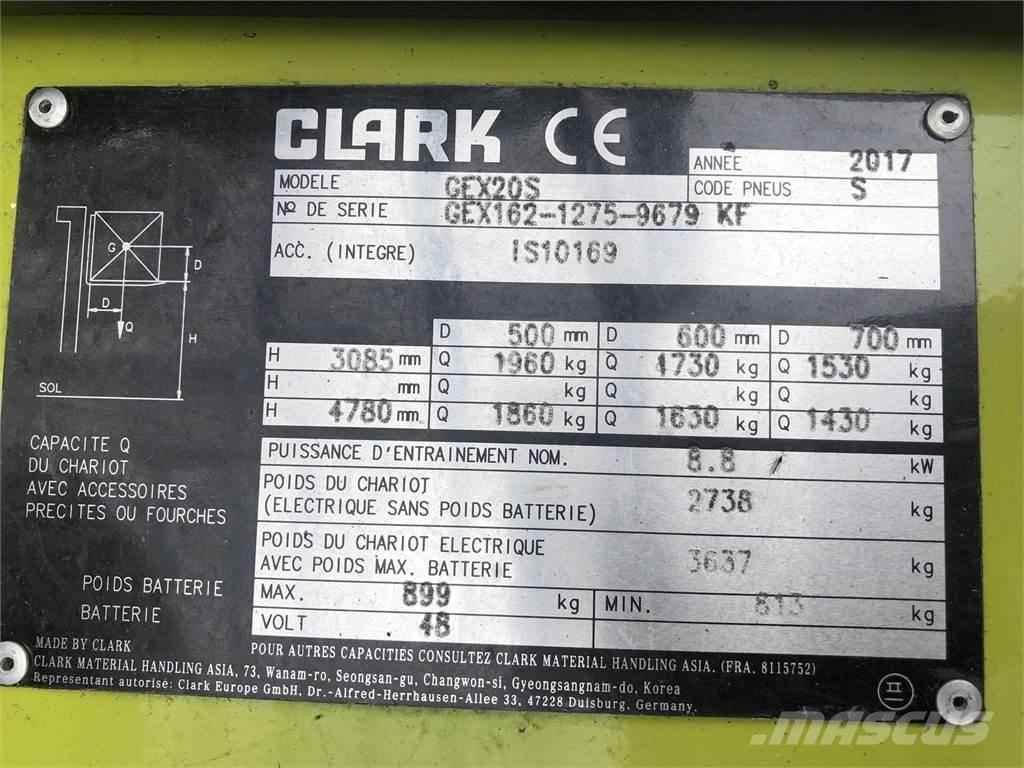 CLARK CE
ANNÉE 2017
MODELE GEX20S CODE PNEUS S
Nº DE SERIE GEX162-1275-9679 KF
ACC. (INTEGRE) IS10169
G
D
D
Q
H
SOL
D 500 mm D 600 mm D 700 mm
H 3085 mm Q 1960 kg Q 1730 kg Q 1530 kg
H mm Q kg Q kg Q kg
H 4780 mm Q 1860 kg Q 1630 kg Q 1430 kg
CAPACITE Q
DU CHARIOT
AVEC ACCESSOIRES
PRECITES OU FOURCHES
PUISSANCE D'ENTRAINEMENT NOM. 8.8 kW
POIDS DU CHARIOT
(ELECTRIQUE SANS POIDS BATTERIE) 2738 kg
POIDS DU CHARIOT ELECTRIQUE
AVEC POIDS MAX. BATTERIE 3637 kg
POIDS BATTERIE MAX. 899 kg MIN. 813 kg
BATTERIE VOLT 48
MADE BY CLARK POUR AUTRES CAPACITIES CONSULTEZ CLARK MATERIAL HANDLING ASIA. (FRA. 8115752)
CLARK MATERIAL HANDLING ASIA, 73, Wanam-ro, Seongsan-gu, Changwon-si, Gyeongsangnam-do, Korea
Représentant autorisé: Clark Europe GmbH, Dr.-Alfred-Herrhausen-Allee 33, 47228 Duisburg, Germany.
II
MASCUS